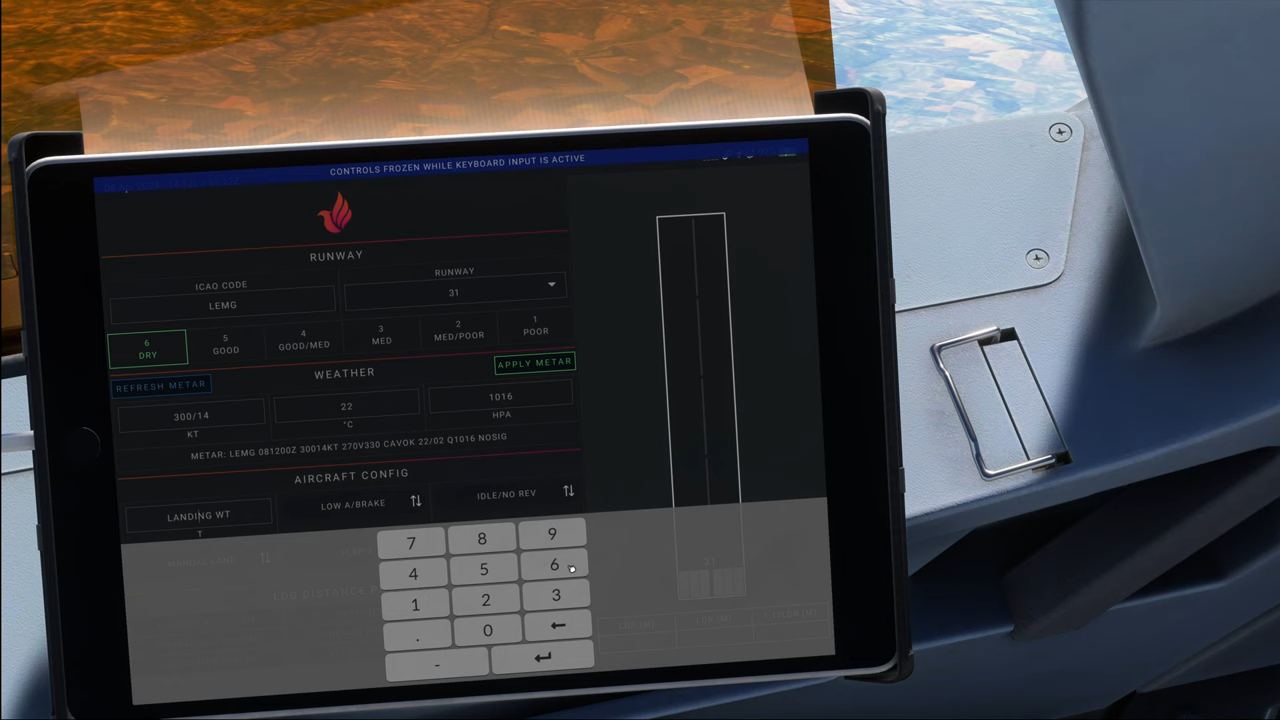 CONTROLS FROZEN WHILE KEYBOARD INPUT IS ACTIVE
RUNWAY
ICAO CODE
LEMG
RUNWAY
31
6
DRY
5
GOOD
4
GOOD/MED
3
MED
2
MED/POOR
1
POOR
REFRESH METAR
WEATHER
APPLY METAR
300/14
KT
22
°C
1016
HPA
METAR: LEMG 081200Z 30014KT 270V330 CAVOK 22/02 Q1016 NOSIG
AIRCRAFT CONFIG
LANDING WT
T
LOW A/BRAKE
IDLE/NO REV
MANUAL LAND
31
7 8 9
4 5 6
1 2 3
. 0 ←
- ↵